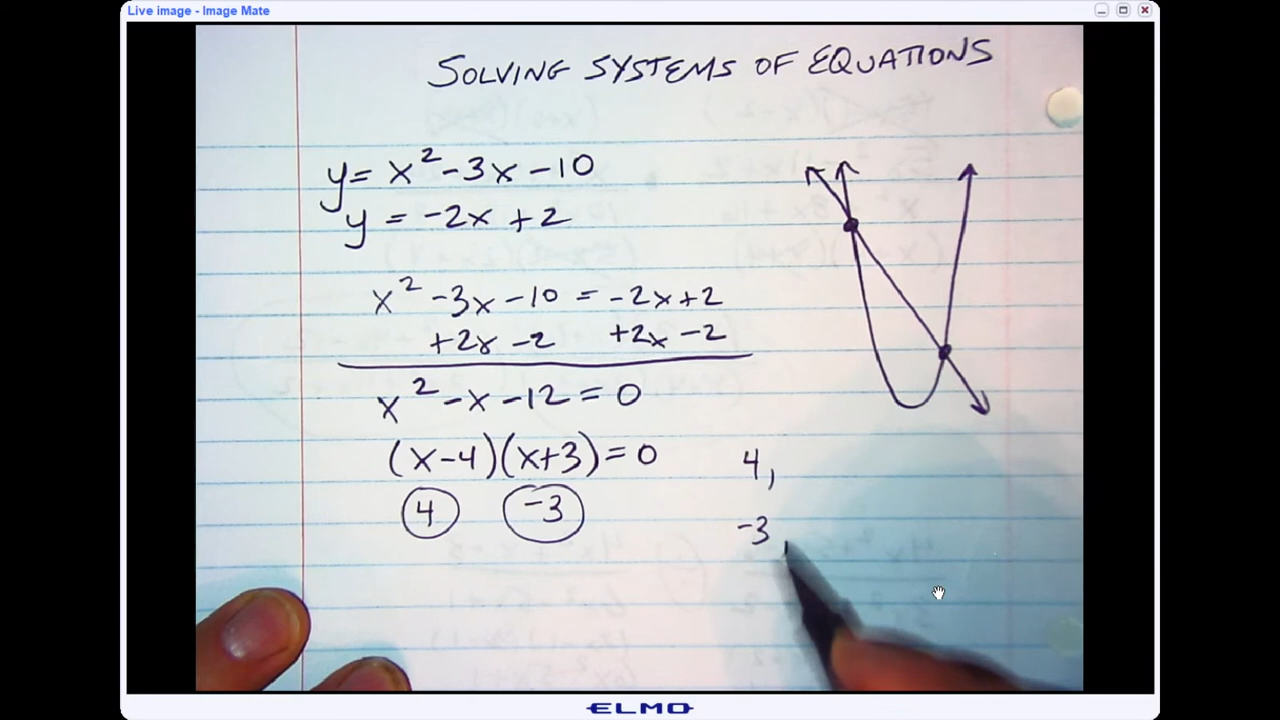 Live image - Image Mate
SOLVING SYSTEMS OF EQUATIONS
y = x² - 3x - 10
y = -2x + 2
x² - 3x - 10 = -2x + 2
+2x - 2 +2x - 2
x² - x - 12 = 0
(x - 4)(x + 3) = 0
4 -3
4,
-3
ELMO